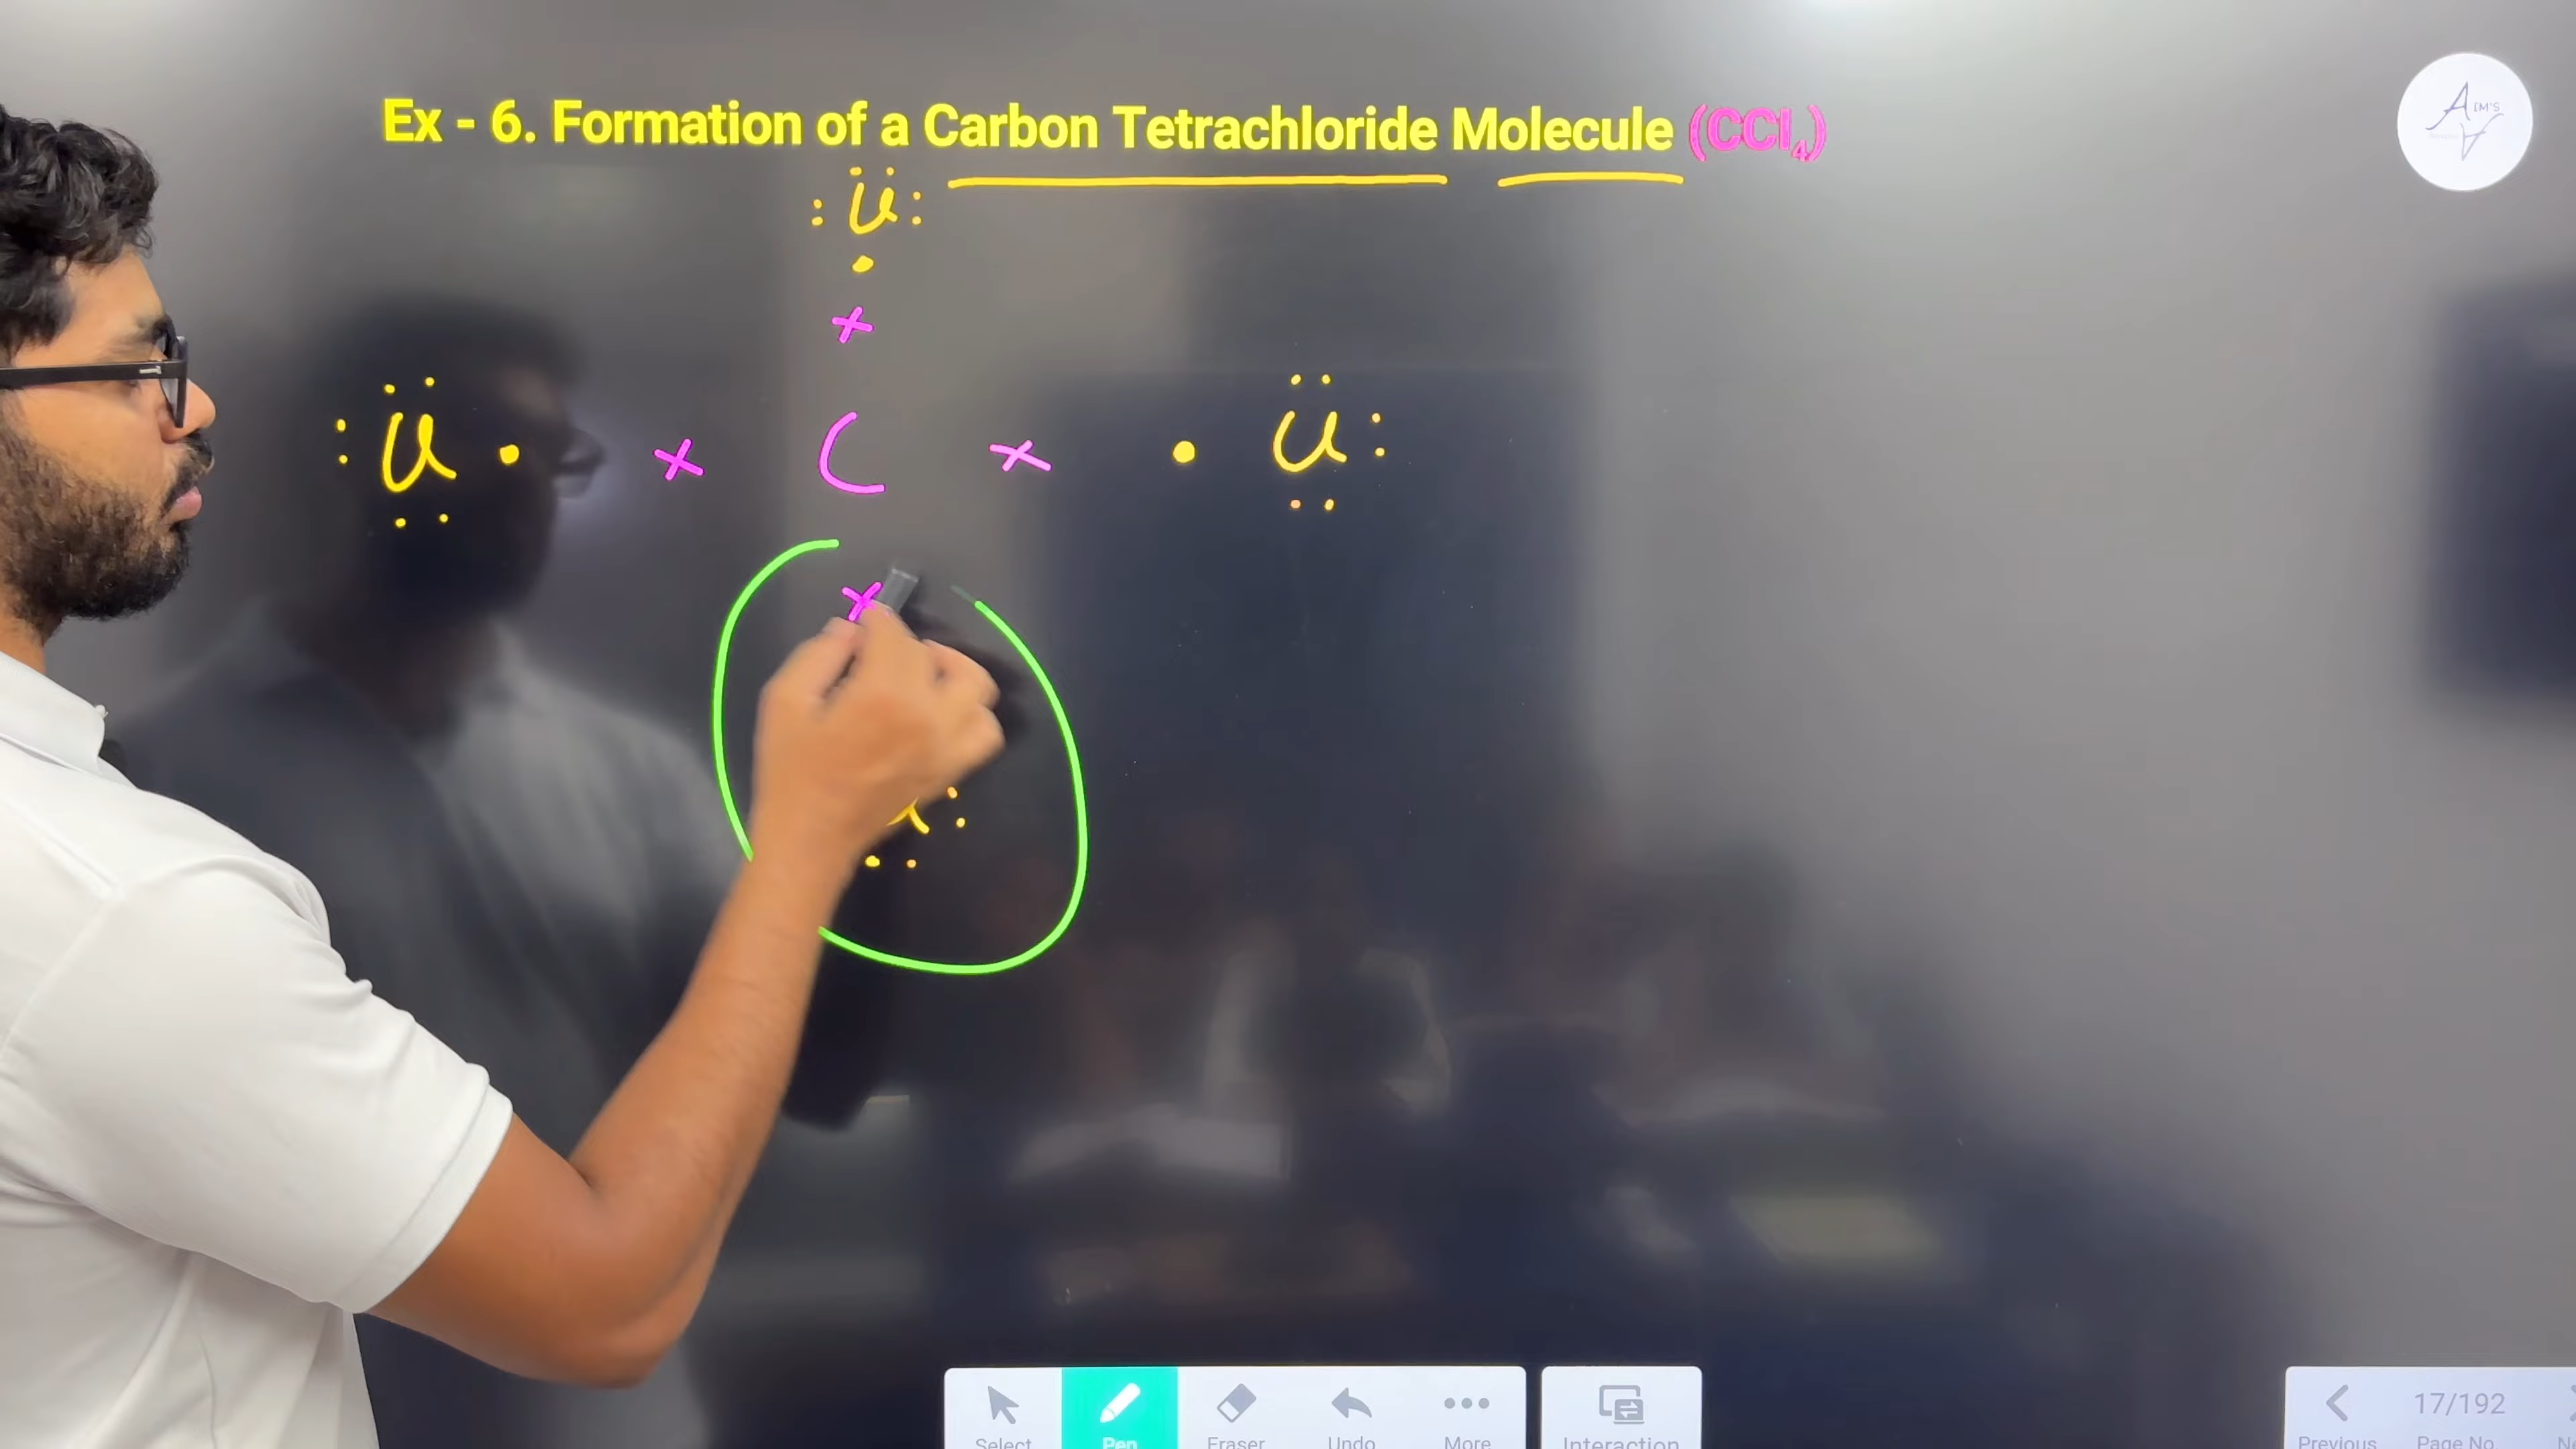 Ex - 6. Formation of a Carbon Tetrachloride Molecule (CCl₄)
Cl
×
Cl × C × Cl
×
Select Pen Eraser Undo More Interaction
17/192
Previous Page No.